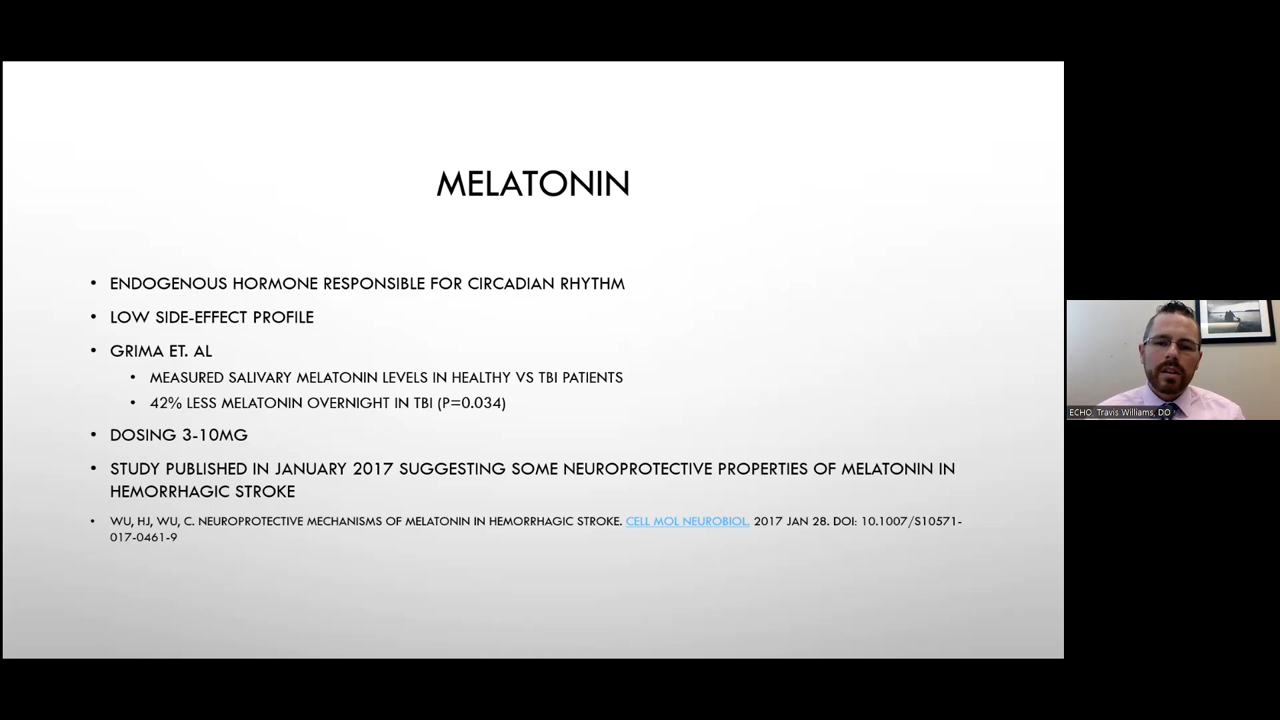 MELATONIN
• ENDOGENOUS HORMONE RESPONSIBLE FOR CIRCADIAN RHYTHM
• LOW SIDE-EFFECT PROFILE
• GRIMA ET. AL
• MEASURED SALIVARY MELATONIN LEVELS IN HEALTHY VS TBI PATIENTS
• 42% LESS MELATONIN OVERNIGHT IN TBI (P=0.034)
• DOSING 3-10MG
• STUDY PUBLISHED IN JANUARY 2017 SUGGESTING SOME NEUROPROTECTIVE PROPERTIES OF MELATONIN IN
HEMORRHAGIC STROKE
• WU, HJ, WU, C. NEUROPROTECTIVE MECHANISMS OF MELATONIN IN HEMORRHAGIC STROKE. CELL MOL NEUROBIOL. 2017 JAN 28. DOI: 10.1007/S10571-
017-0461-9
ECHO, Travis Williams, DO